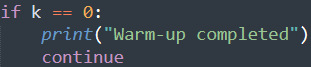 if k == 0:
    print("Warm-up completed")
    continue